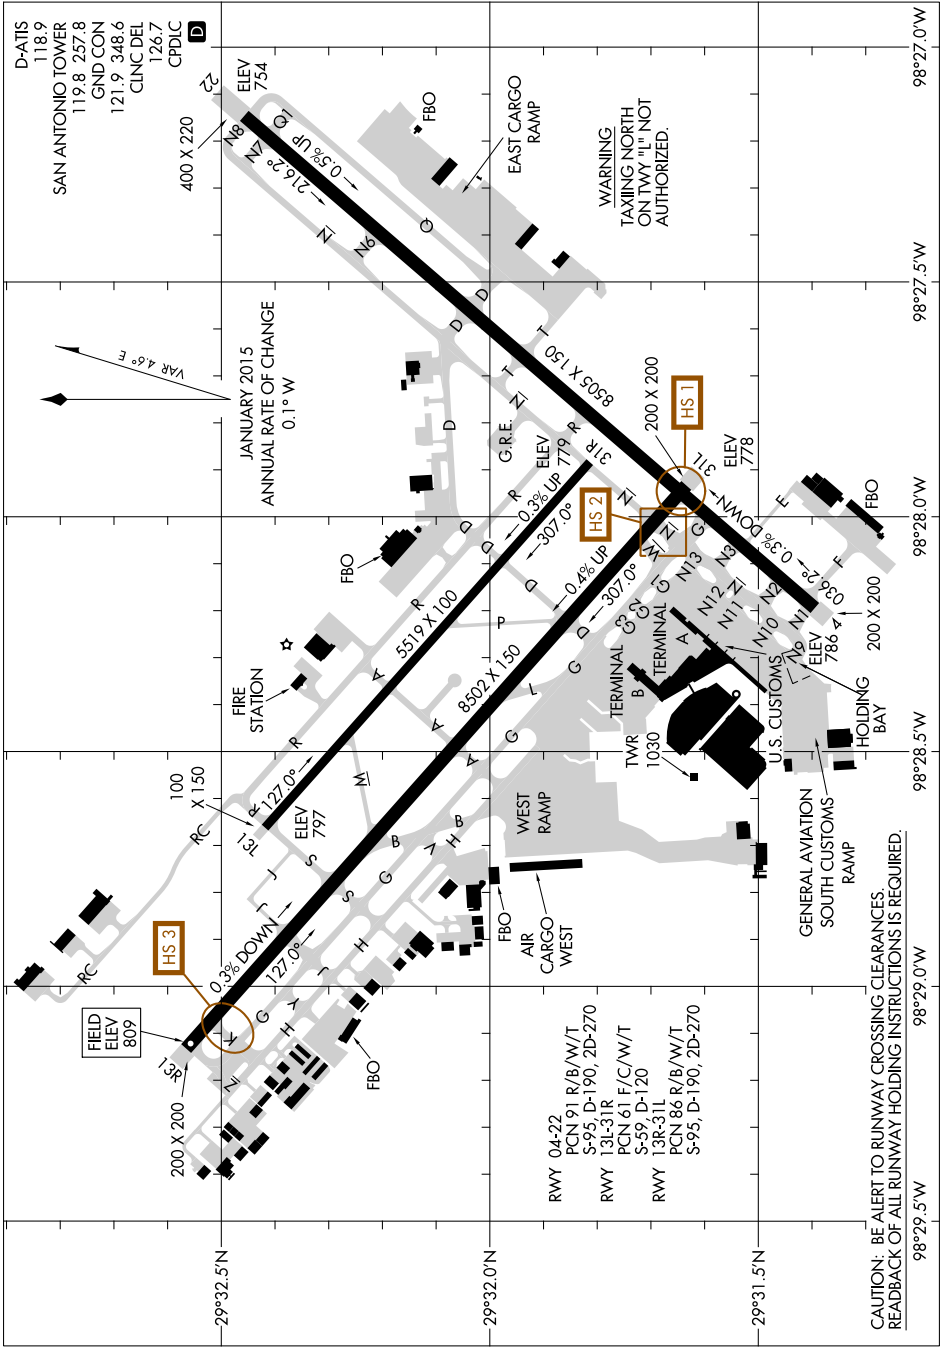 D-ATIS
118.9
SAN ANTONIO TOWER
119.8 257.8
GND CON
121.9 348.6
CLNC DEL
126.7
CPDLC
D
22
ELEV
754
400 X 220
N8
N7
Q1
216.2°
0.5% UP
FBO
EAST CARGO
RAMP
WARNING
TAXIING NORTH
ON TWY "L" NOT
AUTHORIZED.
N
N6
Q
D
D
VAR 4.6° E
JANUARY 2015
ANNUAL RATE OF CHANGE
0.1° W
T
T
8505 X 150
N
G.R.E.
D
R
31R
ELEV
779
200 X 200
HS 1
31L
ELEV
778
HS 2
0.3% UP
307.0°
R
D
D
N
N
W
G
0.4% UP
307.0°
0.3% DOWN
036.2°
E
F
FBO
FBO
R
A
5519 X 100
P
D
D
G1
G2
G3
N13
N3
N12
N
N11
N2
N10
N1
N9
ELEV
786
4
200 X 200
FIRE
STATION
R
8502 X 150
A
L
G
G
TERMINAL
B
TERMINAL
A
U.S. CUSTOMS
HOLDING
BAY
TWR
1030
100
X 150
R
127.0°
13L
ELEV
797
W
A
B
B
WEST
RAMP
GENERAL AVIATION
SOUTH CUSTOMS
RAMP
RC
RC
J
S
J
S
G
V
H
FBO
AIR
CARGO
WEST
HS 3
0.3% DOWN
127.0°
H
J
Y
G
H
K
FIELD
ELEV
809
13R
Z
200 X 200
FBO
RWY 04-22
PCN 91 R/B/W/T
S-95, D-190, 2D-270
RWY 13L-31R
PCN 61 F/C/W/T
S-59, D-120
RWY 13R-31L
PCN 86 R/B/W/T
S-95, D-190, 2D-270
CAUTION: BE ALERT TO RUNWAY CROSSING CLEARANCES.
READBACK OF ALL RUNWAY HOLDING INSTRUCTIONS IS REQUIRED.
29°32.5'N
29°32.0'N
29°31.5'N
98°27.0'W
98°27.5'W
98°28.0'W
98°28.5'W
98°29.0'W
98°29.5'W